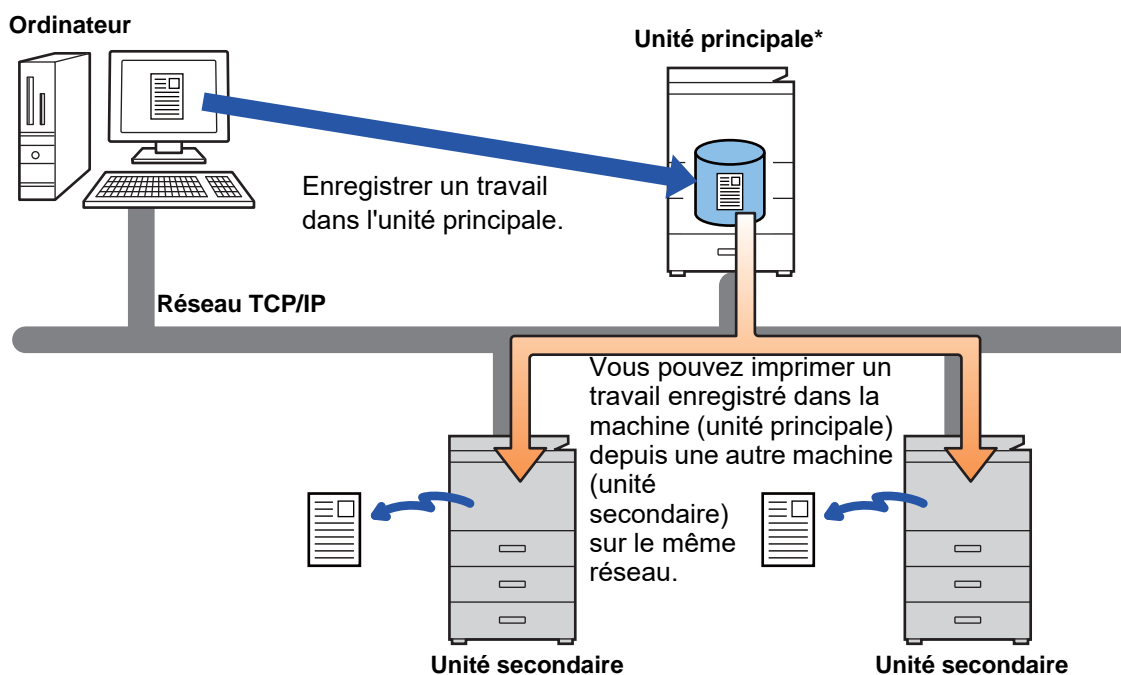 Ordinateur
Unité principale*
Enregistrer un travail
dans l'unité principale.
Réseau TCP/IP
Vous pouvez imprimer un
travail enregistré dans la
machine (unité principale)
depuis une autre machine
(unité
secondaire)
sur le même
réseau.
Unité secondaire
Unité secondaire